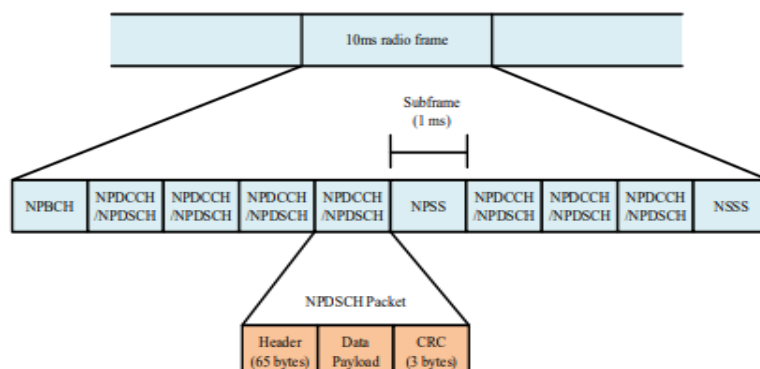 10ms radio frame
Subframe
(1 ms)
NPBCH
NPDCCH
/NPDSCH
NPDCCH
/NPDSCH
NPDCCH
/NPDSCH
NPDCCH
/NPDSCH
NPSS
NPDCCH
/NPDSCH
NPDCCH
/NPDSCH
NPDCCH
/NPDSCH
NSSS
NPDSCH Packet
Header
(65 bytes)
Data
Payload
CRC
(3 bytes)